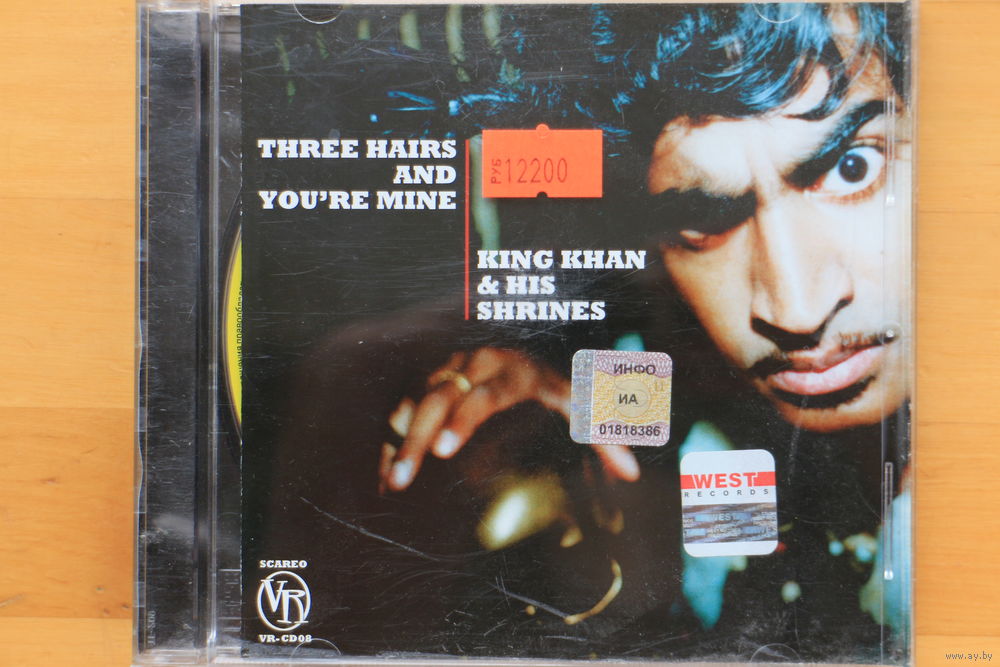 THREE HAIRS
AND
YOU'RE MINE
РУБ 12200
KING KHAN
& HIS
SHRINES
ИНФО
ИА
01818386
WEST
RECORDS
WEST
SCAREO
VR
VR-CD08
www.ay.by